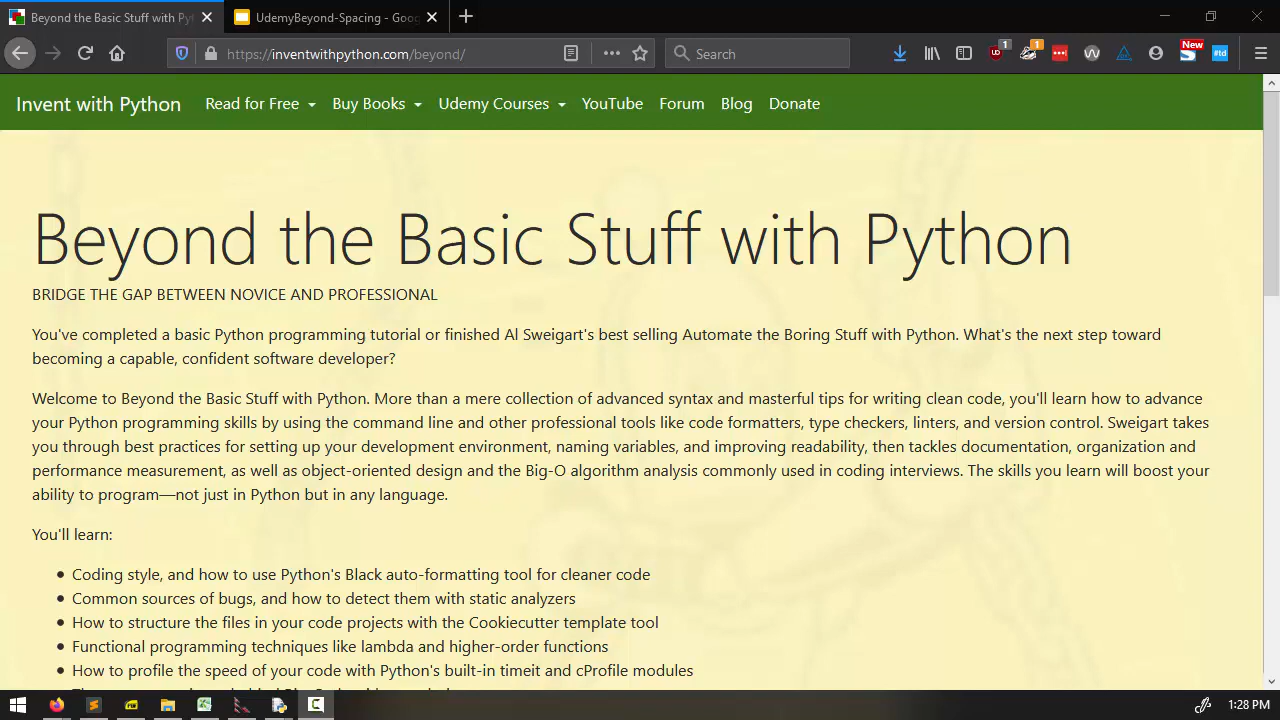 Beyond the Basic Stuff with Pyt
UdemyBeyond-Spacing - Goo
https://inventwithpython.com/beyond/
Search
1
1
New
#td
Invent with Python
Read for Free
Buy Books
Udemy Courses
YouTube
Forum
Blog
Donate
Beyond the Basic Stuff with Python
BRIDGE THE GAP BETWEEN NOVICE AND PROFESSIONAL
You've completed a basic Python programming tutorial or finished Al Sweigart's best selling Automate the Boring Stuff with Python. What's the next step toward
becoming a capable, confident software developer?
Welcome to Beyond the Basic Stuff with Python. More than a mere collection of advanced syntax and masterful tips for writing clean code, you'll learn how to advance
your Python programming skills by using the command line and other professional tools like code formatters, type checkers, linters, and version control. Sweigart takes
you through best practices for setting up your development environment, naming variables, and improving readability, then tackles documentation, organization and
performance measurement, as well as object-oriented design and the Big-O algorithm analysis commonly used in coding interviews. The skills you learn will boost your
ability to program—not just in Python but in any language.
You'll learn:
Coding style, and how to use Python's Black auto-formatting tool for cleaner code
Common sources of bugs, and how to detect them with static analyzers
How to structure the files in your code projects with the Cookiecutter template tool
Functional programming techniques like lambda and higher-order functions
How to profile the speed of your code with Python's built-in timeit and cProfile modules
1:28 PM